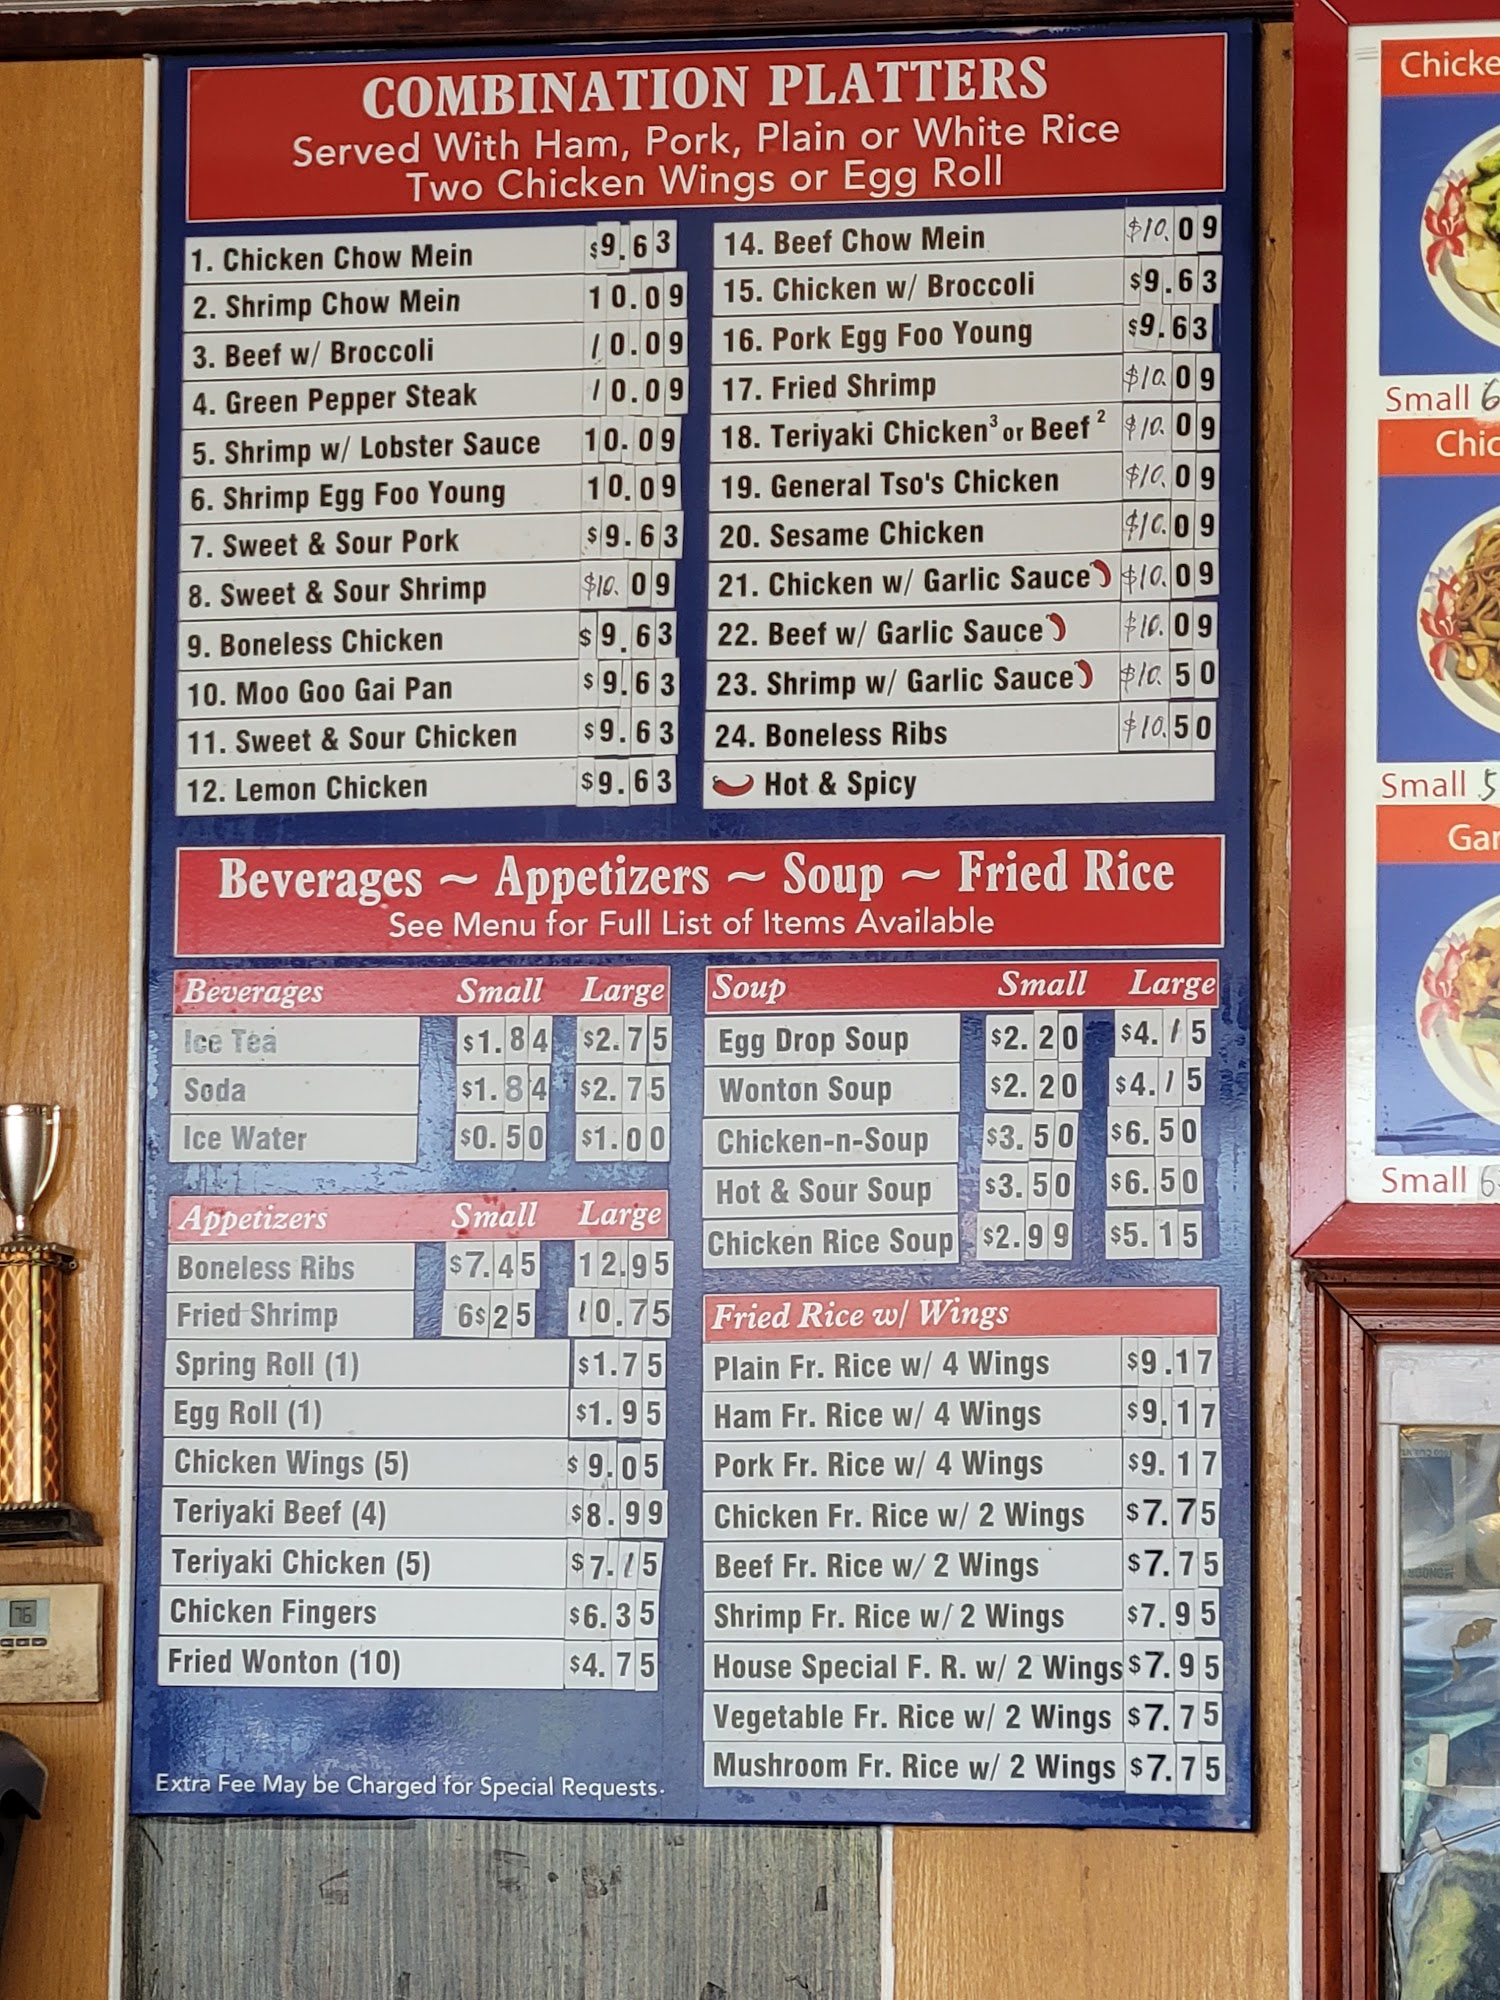 COMBINATION PLATTERS
Served With Ham, Pork, Plain or White Rice
Two Chicken Wings or Egg Roll
1. Chicken Chow Mein $9.63
2. Shrimp Chow Mein 10.09
3. Beef w/ Broccoli 10.09
4. Green Pepper Steak 10.09
5. Shrimp w/ Lobster Sauce 10.09
6. Shrimp Egg Foo Young 10.09
7. Sweet & Sour Pork $9.63
8. Sweet & Sour Shrimp $10.09
9. Boneless Chicken $9.63
10. Moo Goo Gai Pan $9.63
11. Sweet & Sour Chicken $9.63
12. Lemon Chicken $9.63
14. Beef Chow Mein $10.09
15. Chicken w/ Broccoli $9.63
16. Pork Egg Foo Young $9.63
17. Fried Shrimp $10.09
18. Teriyaki Chicken³ or Beef² $10.09
19. General Tso's Chicken $10.09
20. Sesame Chicken $10.09
21. Chicken w/ Garlic Sauce $10.09
22. Beef w/ Garlic Sauce $10.09
23. Shrimp w/ Garlic Sauce $10.50
24. Boneless Ribs $10.50
Hot & Spicy
Beverages ~ Appetizers ~ Soup ~ Fried Rice
See Menu for Full List of Items Available
Beverages Small Large
Ice Tea $1.84 $2.75
Soda $1.84 $2.75
Ice Water $0.50 $1.00
Appetizers Small Large
Boneless Ribs $7.45 12.95
Fried Shrimp 6$25 10.75
Spring Roll (1) $1.75
Egg Roll (1) $1.95
Chicken Wings (5) $9.05
Teriyaki Beef (4) $8.99
Teriyaki Chicken (5) $7.15
Chicken Fingers $6.35
Fried Wonton (10) $4.75
Extra Fee May be Charged for Special Requests.
Soup Small Large
Egg Drop Soup $2.20 $4.15
Wonton Soup $2.20 $4.15
Chicken-n-Soup $3.50 $6.50
Hot & Sour Soup $3.50 $6.50
Chicken Rice Soup $2.99 $5.15
Fried Rice w/ Wings
Plain Fr. Rice w/ 4 Wings $9.17
Ham Fr. Rice w/ 4 Wings $9.17
Pork Fr. Rice w/ 4 Wings $9.17
Chicken Fr. Rice w/ 2 Wings $7.75
Beef Fr. Rice w/ 2 Wings $7.75
Shrimp Fr. Rice w/ 2 Wings $7.95
House Special F. R. w/ 2 Wings $7.95
Vegetable Fr. Rice w/ 2 Wings $7.75
Mushroom Fr. Rice w/ 2 Wings $7.75
Chicke
Small 6
Chic
Small 5
Gar
Small 6
76